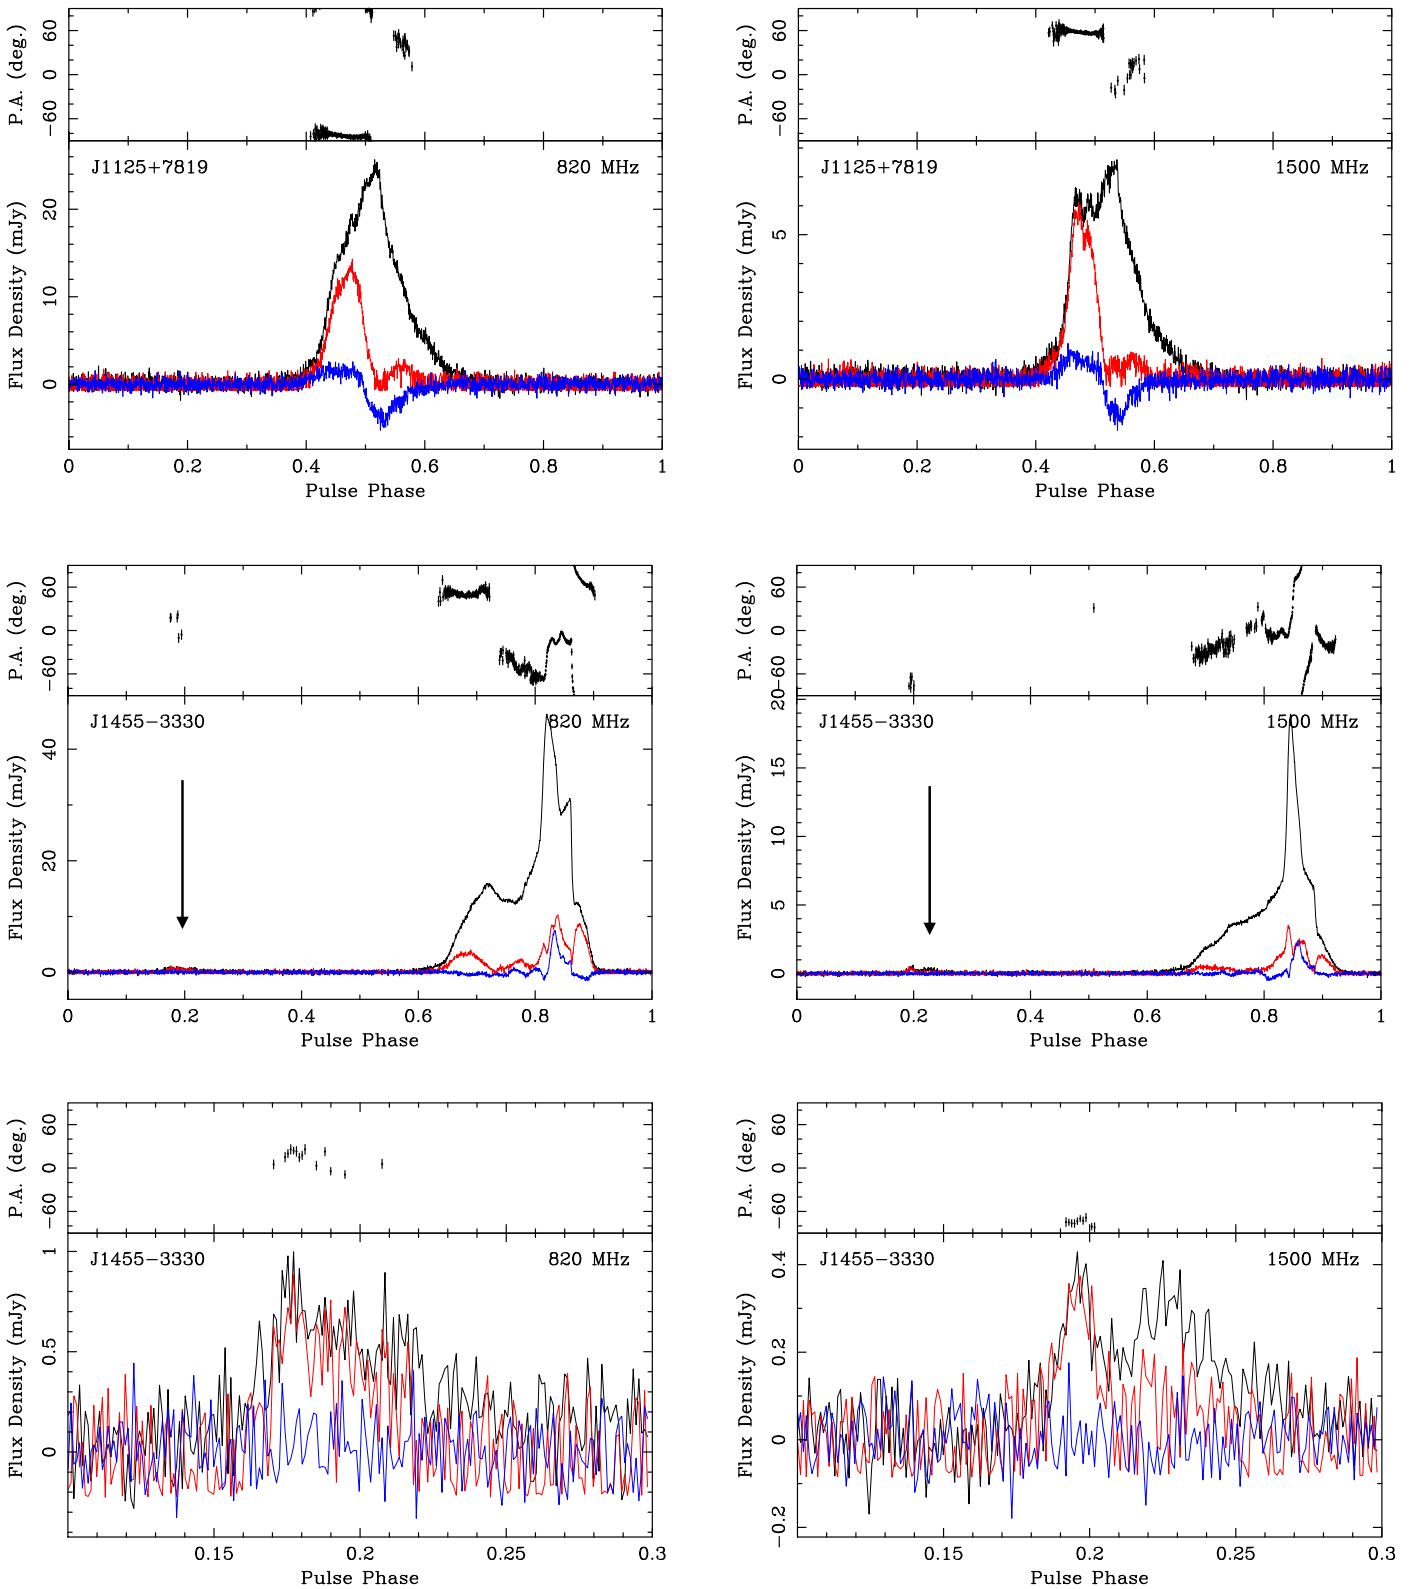 P.A. (deg.)
60
0
−60
J1125+7819
820 MHz
Flux Density (mJy)
20
10
0
0 0.2 0.4 0.6 0.8 1
Pulse Phase
P.A. (deg.)
60
0
−60
J1125+7819
1500 MHz
Flux Density (mJy)
5
0
0 0.2 0.4 0.6 0.8 1
Pulse Phase
P.A. (deg.)
60
0
−60
J1455−3330
820 MHz
Flux Density (mJy)
40
20
0
0 0.2 0.4 0.6 0.8 1
Pulse Phase
P.A. (deg.)
60
0
−60
J1455−3330
1500 MHz
Flux Density (mJy)
20
15
10
5
0
0 0.2 0.4 0.6 0.8 1
Pulse Phase
P.A. (deg.)
60
0
−60
J1455−3330
820 MHz
Flux Density (mJy)
1
0.5
0
0.15 0.2 0.25 0.3
Pulse Phase
P.A. (deg.)
60
0
−60
J1455−3330
1500 MHz
Flux Density (mJy)
0.4
0.2
0
−0.2
0.15 0.2 0.25 0.3
Pulse Phase